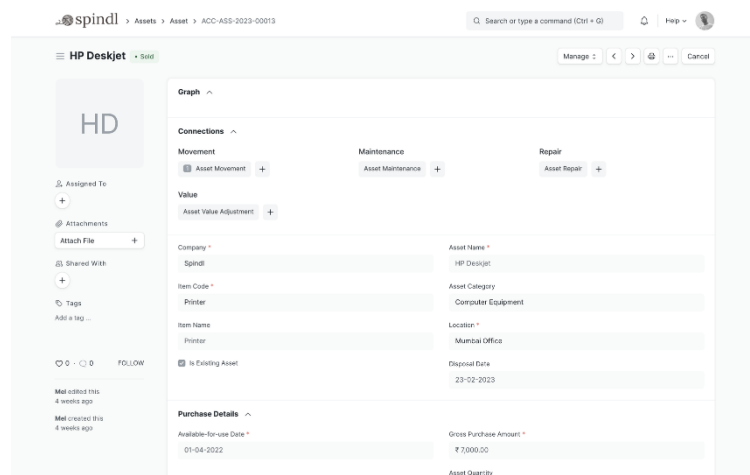 spindl > Assets > Asset > ACC-ASS-2023-00013
Search or type a command (Ctrl + G)
Help
HP Deskjet
• Sold
Manage
Cancel
HD
Assigned To
Attachments
Attach File
Shared With
Tags
Add a tag ...
0 · 0 FOLLOW
Mel edited this
4 weeks ago
Mel created this
4 weeks ago
Graph
Connections
Movement
1 Asset Movement
Maintenance
Asset Maintenance
Repair
Asset Repair
Value
Asset Value Adjustment
Company *
Spindl
Asset Name *
HP Deskjet
Item Code *
Printer
Asset Category
Computer Equipment
Item Name
Printer
Location *
Mumbai Office
Is Existing Asset
Disposal Date
23-02-2023
Purchase Details
Available-for-use Date *
01-04-2022
Gross Purchase Amount *
₹ 7,000.00
Asset Quantity